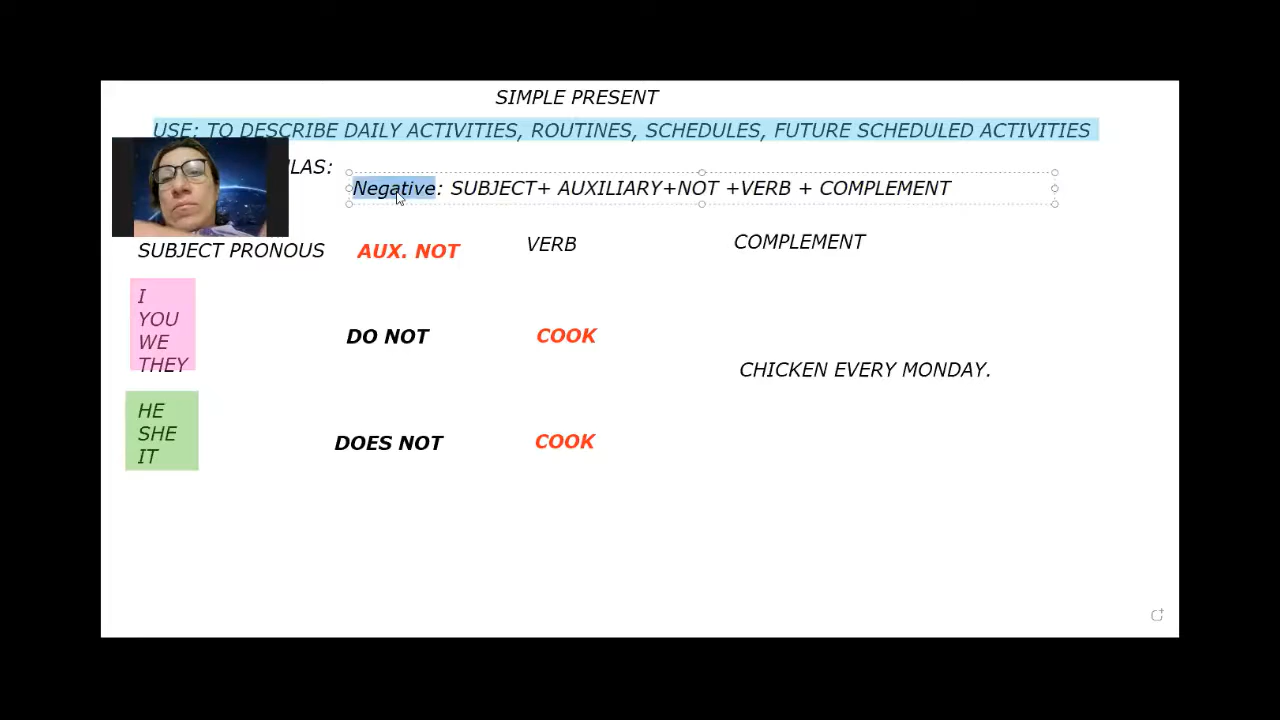 SIMPLE PRESENT
USE: TO DESCRIBE DAILY ACTIVITIES, ROUTINES, SCHEDULES, FUTURE SCHEDULED ACTIVITIES
Negative: SUBJECT+ AUXILIARY+NOT +VERB + COMPLEMENT
SUBJECT PRONOUS AUX. NOT VERB COMPLEMENT
I
YOU
WE
THEY
DO NOT COOK
CHICKEN EVERY MONDAY.
HE
SHE
IT
DOES NOT COOK